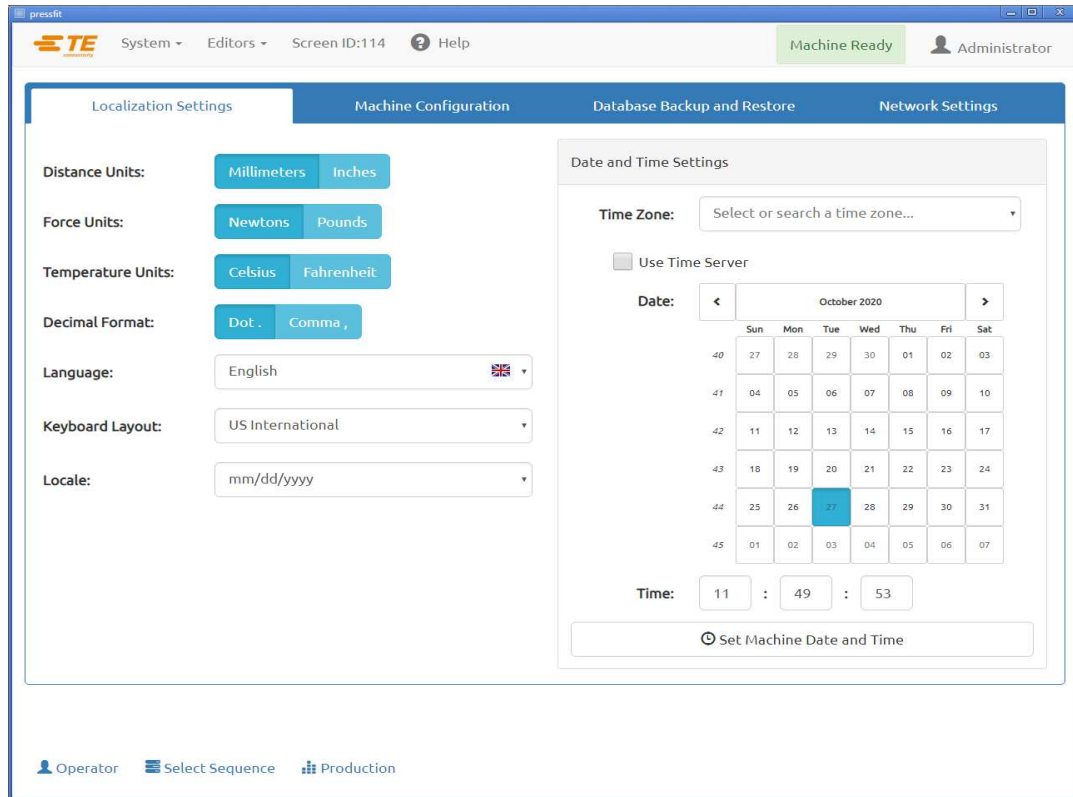 pressfit
TE connectivity System Editors Screen ID:114 Help Machine Ready Administrator
Localization Settings Machine Configuration Database Backup and Restore Network Settings
Distance Units: Millimeters Inches
Force Units: Newtons Pounds
Temperature Units: Celsius Fahrenheit
Decimal Format: Dot . Comma ,
Language: English
Keyboard Layout: US International
Locale: mm/dd/yyyy
Date and Time Settings
Time Zone: Select or search a time zone...
Use Time Server
Date: October 2020
Sun Mon Tue Wed Thu Fri Sat
40 27 28 29 30 01 02 03
41 04 05 06 07 08 09 10
42 11 12 13 14 15 16 17
43 18 19 20 21 22 23 24
44 25 26 27 28 29 30 31
45 01 02 03 04 05 06 07
Time: 11 : 49 : 53
Set Machine Date and Time
Operator Select Sequence Production